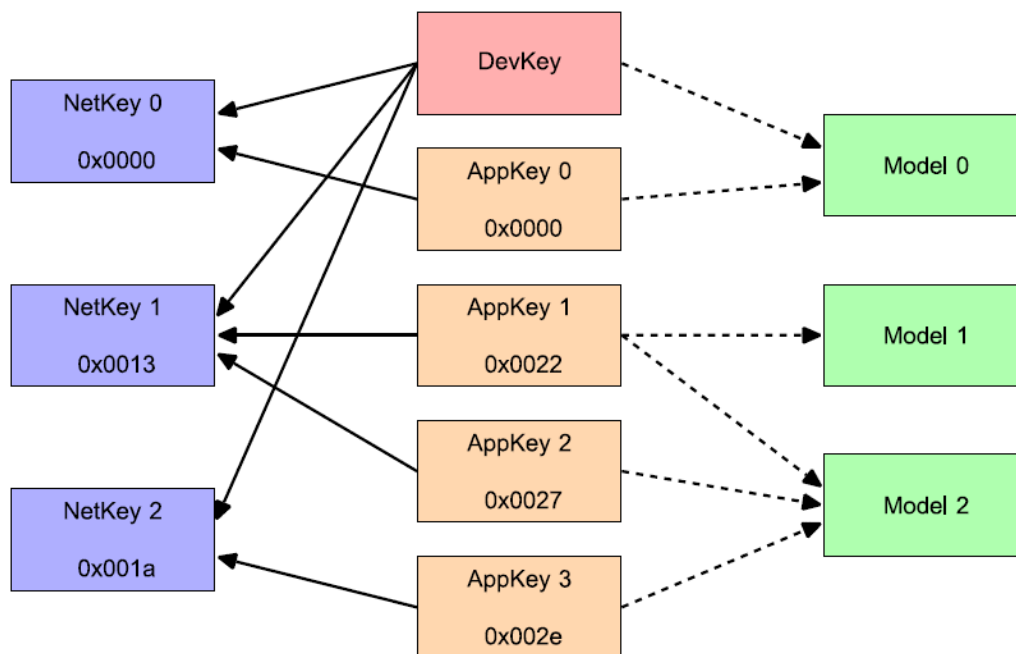 DevKey
NetKey 0
0x0000
AppKey 0
0x0000
Model 0
NetKey 1
0x0013
AppKey 1
0x0022
Model 1
AppKey 2
0x0027
Model 2
NetKey 2
0x001a
AppKey 3
0x002e